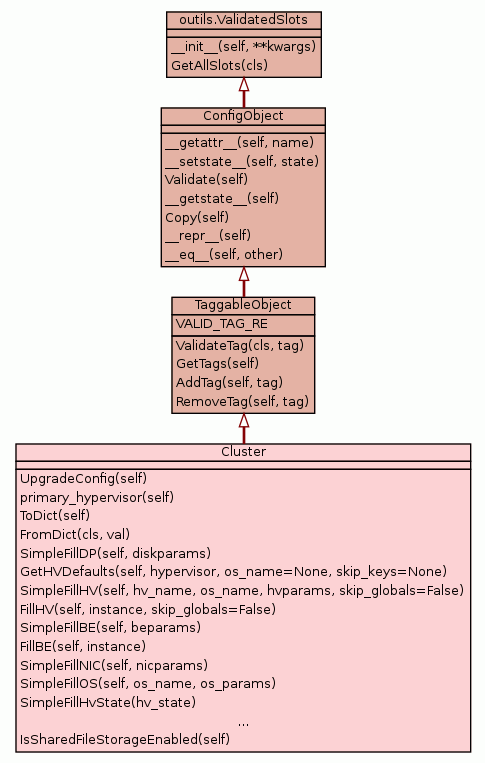 outils.ValidatedSlots
__init__(self, **kwargs)
GetAllSlots(cls)
ConfigObject
__getattr__(self, name)
__setstate__(self, state)
Validate(self)
__getstate__(self)
Copy(self)
__repr__(self)
__eq__(self, other)
TaggableObject
VALID_TAG_RE
ValidateTag(cls, tag)
GetTags(self)
AddTag(self, tag)
RemoveTag(self, tag)
Cluster
UpgradeConfig(self)
primary_hypervisor(self)
ToDict(self)
FromDict(cls, val)
SimpleFillDP(self, diskparams)
GetHVDefaults(self, hypervisor, os_name=None, skip_keys=None)
SimpleFillHV(self, hv_name, os_name, hvparams, skip_globals=False)
FillHV(self, instance, skip_globals=False)
SimpleFillBE(self, beparams)
FillBE(self, instance)
SimpleFillNIC(self, nicparams)
SimpleFillOS(self, os_name, os_params)
SimpleFillHvState(hv_state)
...
IsSharedFileStorageEnabled(self)